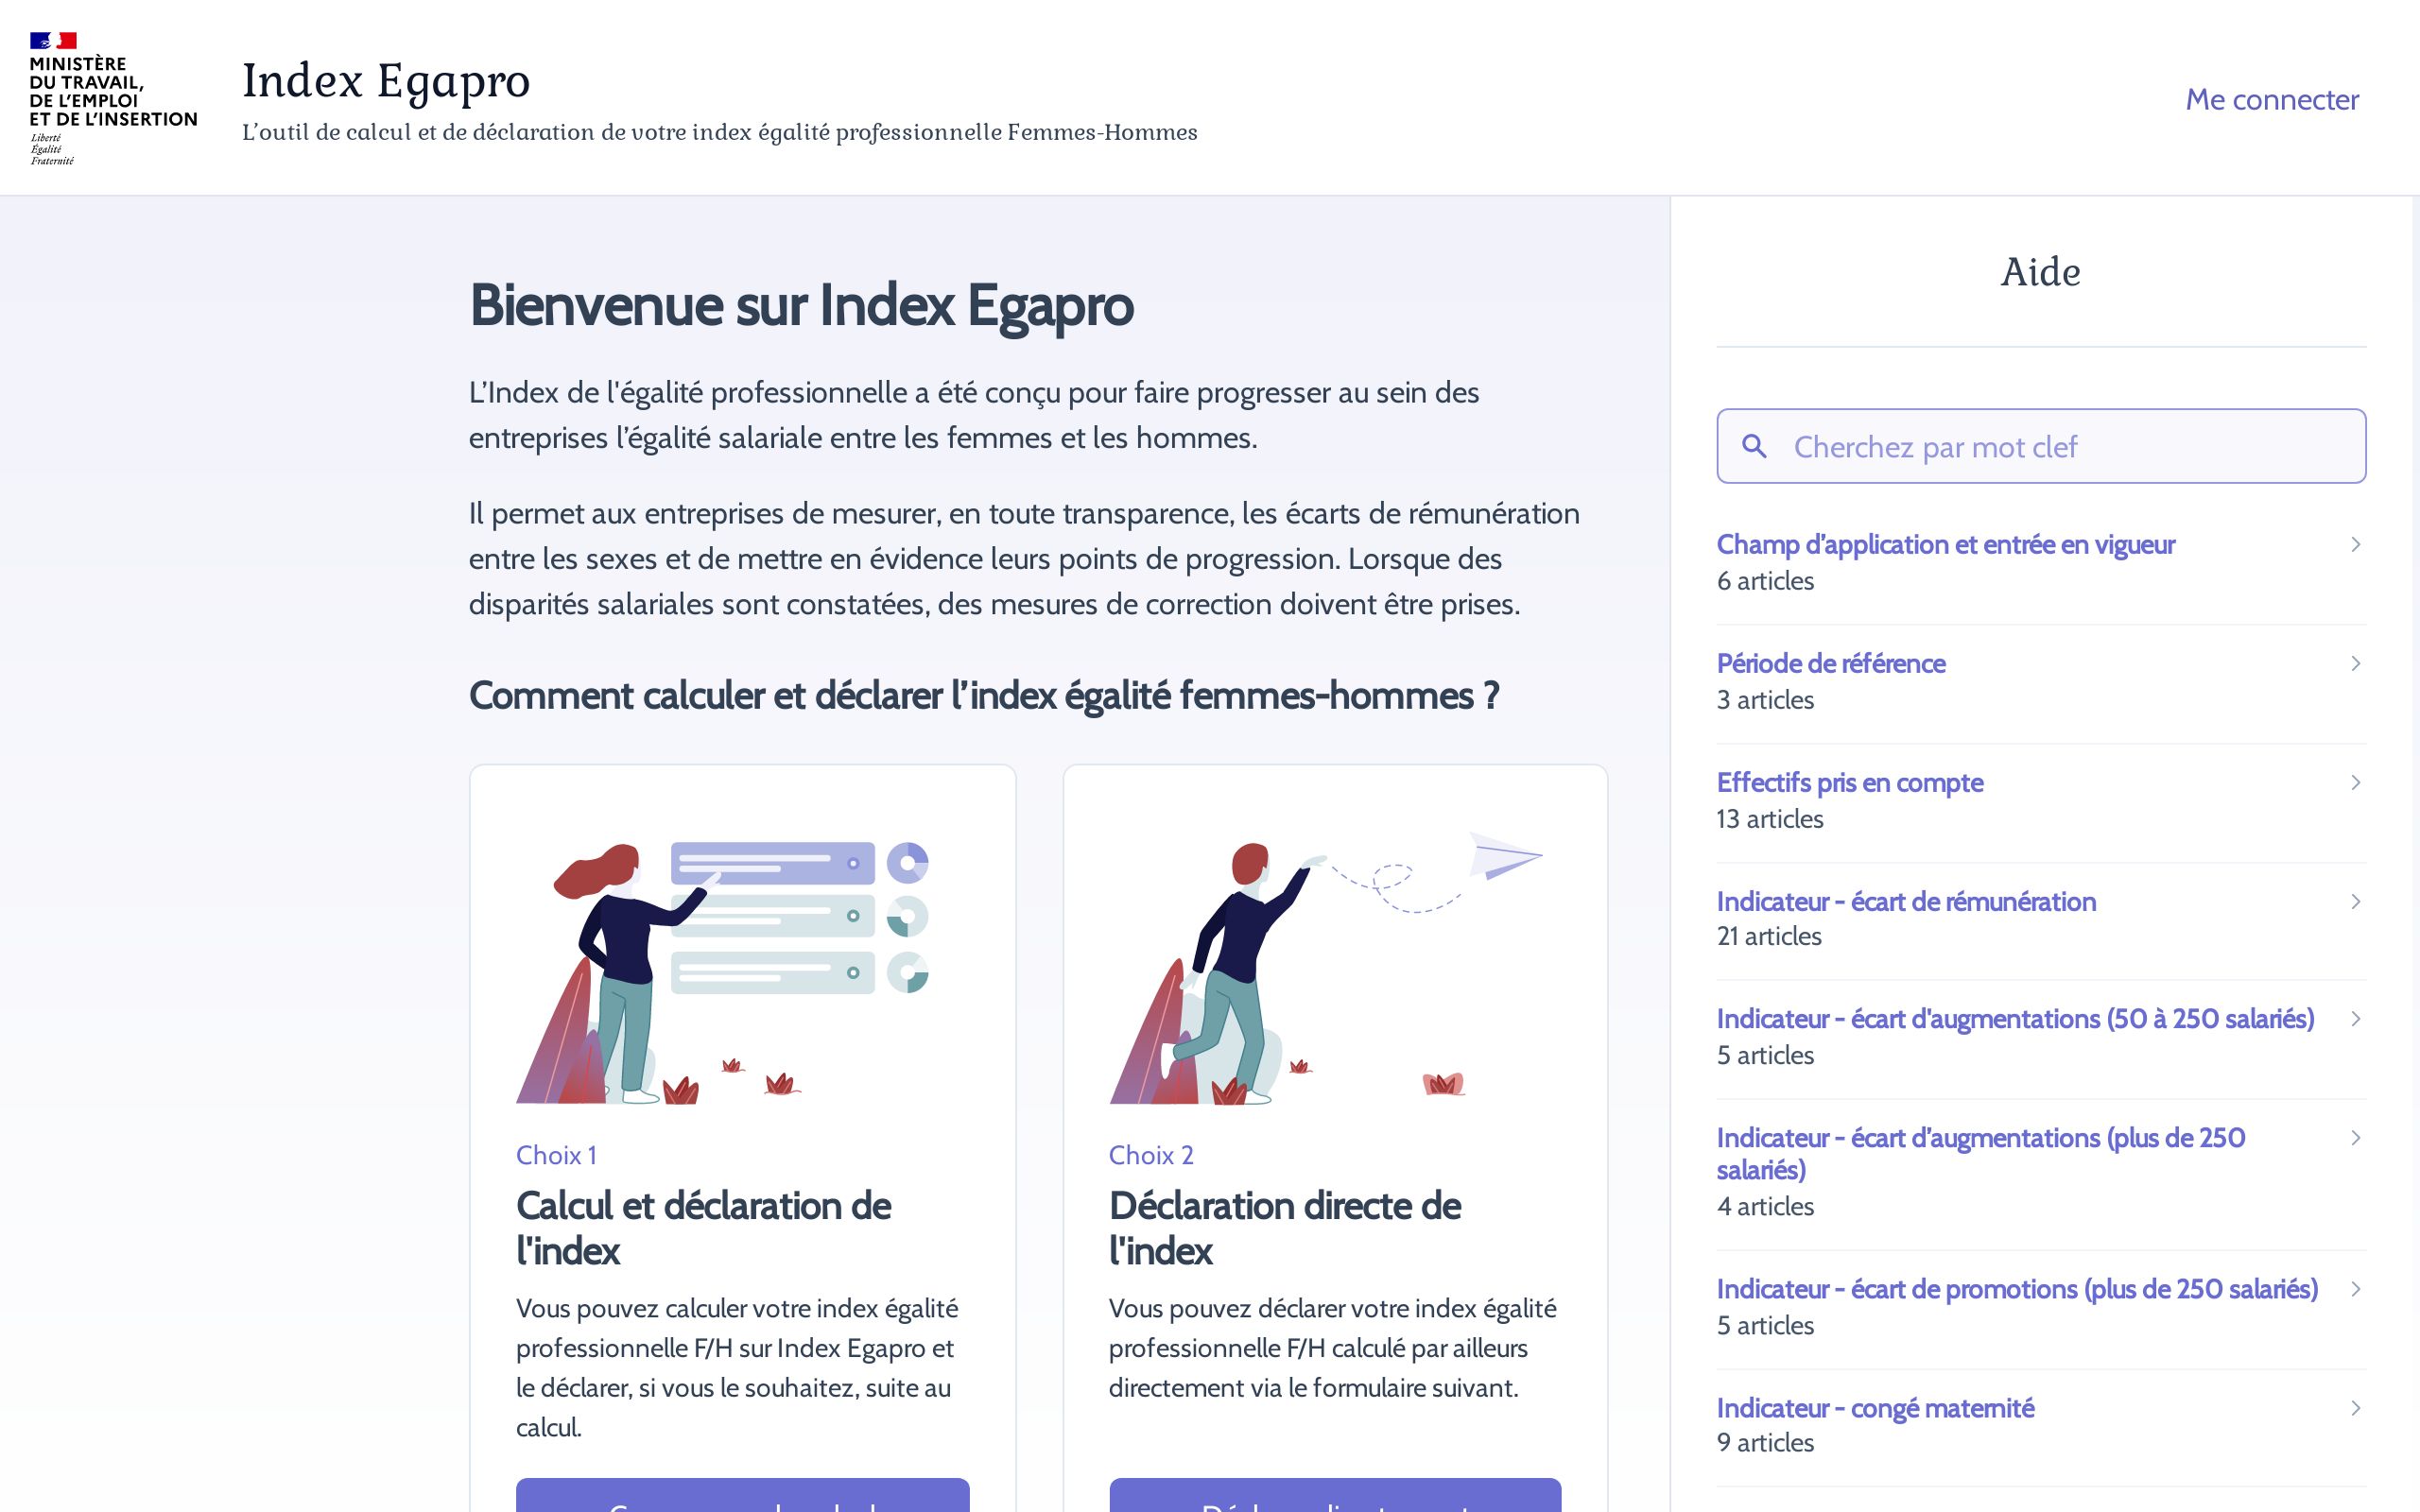 MINISTÈRE
DU TRAVAIL,
DE L'EMPLOI
ET DE L'INSERTION
Liberté
Égalité
Fraternité
Index Egapro
L'outil de calcul et de déclaration de votre index égalité professionnelle Femmes-Hommes
Me connecter
Bienvenue sur Index Egapro
L'Index de l'égalité professionnelle a été conçu pour faire progresser au sein des
entreprises l'égalité salariale entre les femmes et les hommes.
Il permet aux entreprises de mesurer, en toute transparence, les écarts de rémunération
entre les sexes et de mettre en évidence leurs points de progression. Lorsque des
disparités salariales sont constatées, des mesures de correction doivent être prises.
Comment calculer et déclarer l'index égalité femmes-hommes ?
Choix 1
Calcul et déclaration de
l'index
Vous pouvez calculer votre index égalité
professionnelle F/H sur Index Egapro et
le déclarer, si vous le souhaitez, suite au
calcul.
Choix 2
Déclaration directe de
l'index
Vous pouvez déclarer votre index égalité
professionnelle F/H calculé par ailleurs
directement via le formulaire suivant.
Aide
Cherchez par mot clef
Champ d'application et entrée en vigueur
6 articles
Période de référence
3 articles
Effectifs pris en compte
13 articles
Indicateur - écart de rémunération
21 articles
Indicateur - écart d'augmentations (50 à 250 salariés)
5 articles
Indicateur - écart d'augmentations (plus de 250
salariés)
4 articles
Indicateur - écart de promotions (plus de 250 salariés)
5 articles
Indicateur - congé maternité
9 articles